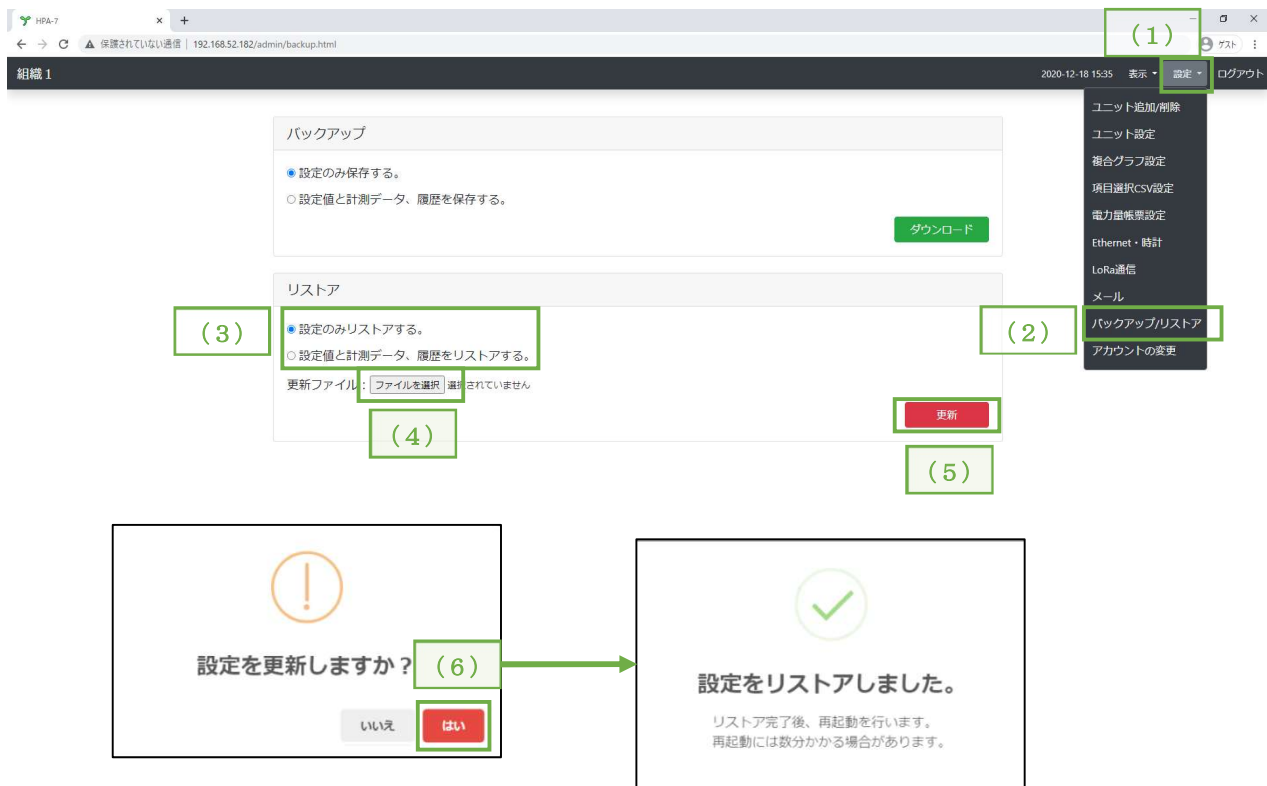 HPA-7
保護されていない通信 | 192.168.52.182/admin/backup.html
ゲスト
(1)
組織 1
2020-12-18 15:35 表示 設定 ログアウト
ユニット追加/削除
ユニット設定
複合グラフ設定
項目選択CSV設定
電力量帳票設定
Ethernet・時計
LoRa通信
メール
バックアップ/リストア
アカウントの変更
(2)
バックアップ
設定のみ保存する。
設定値と計測データ、履歴を保存する。
ダウンロード
リストア
(3)
設定のみリストアする。
設定値と計測データ、履歴をリストアする。
更新ファイル : ファイルを選択 選択されていません
(4)
更新
(5)
設定を更新しますか？
(6)
いいえ
はい
設定をリストアしました。
リストア完了後、再起動を行います。
再起動には数分かかる場合があります。